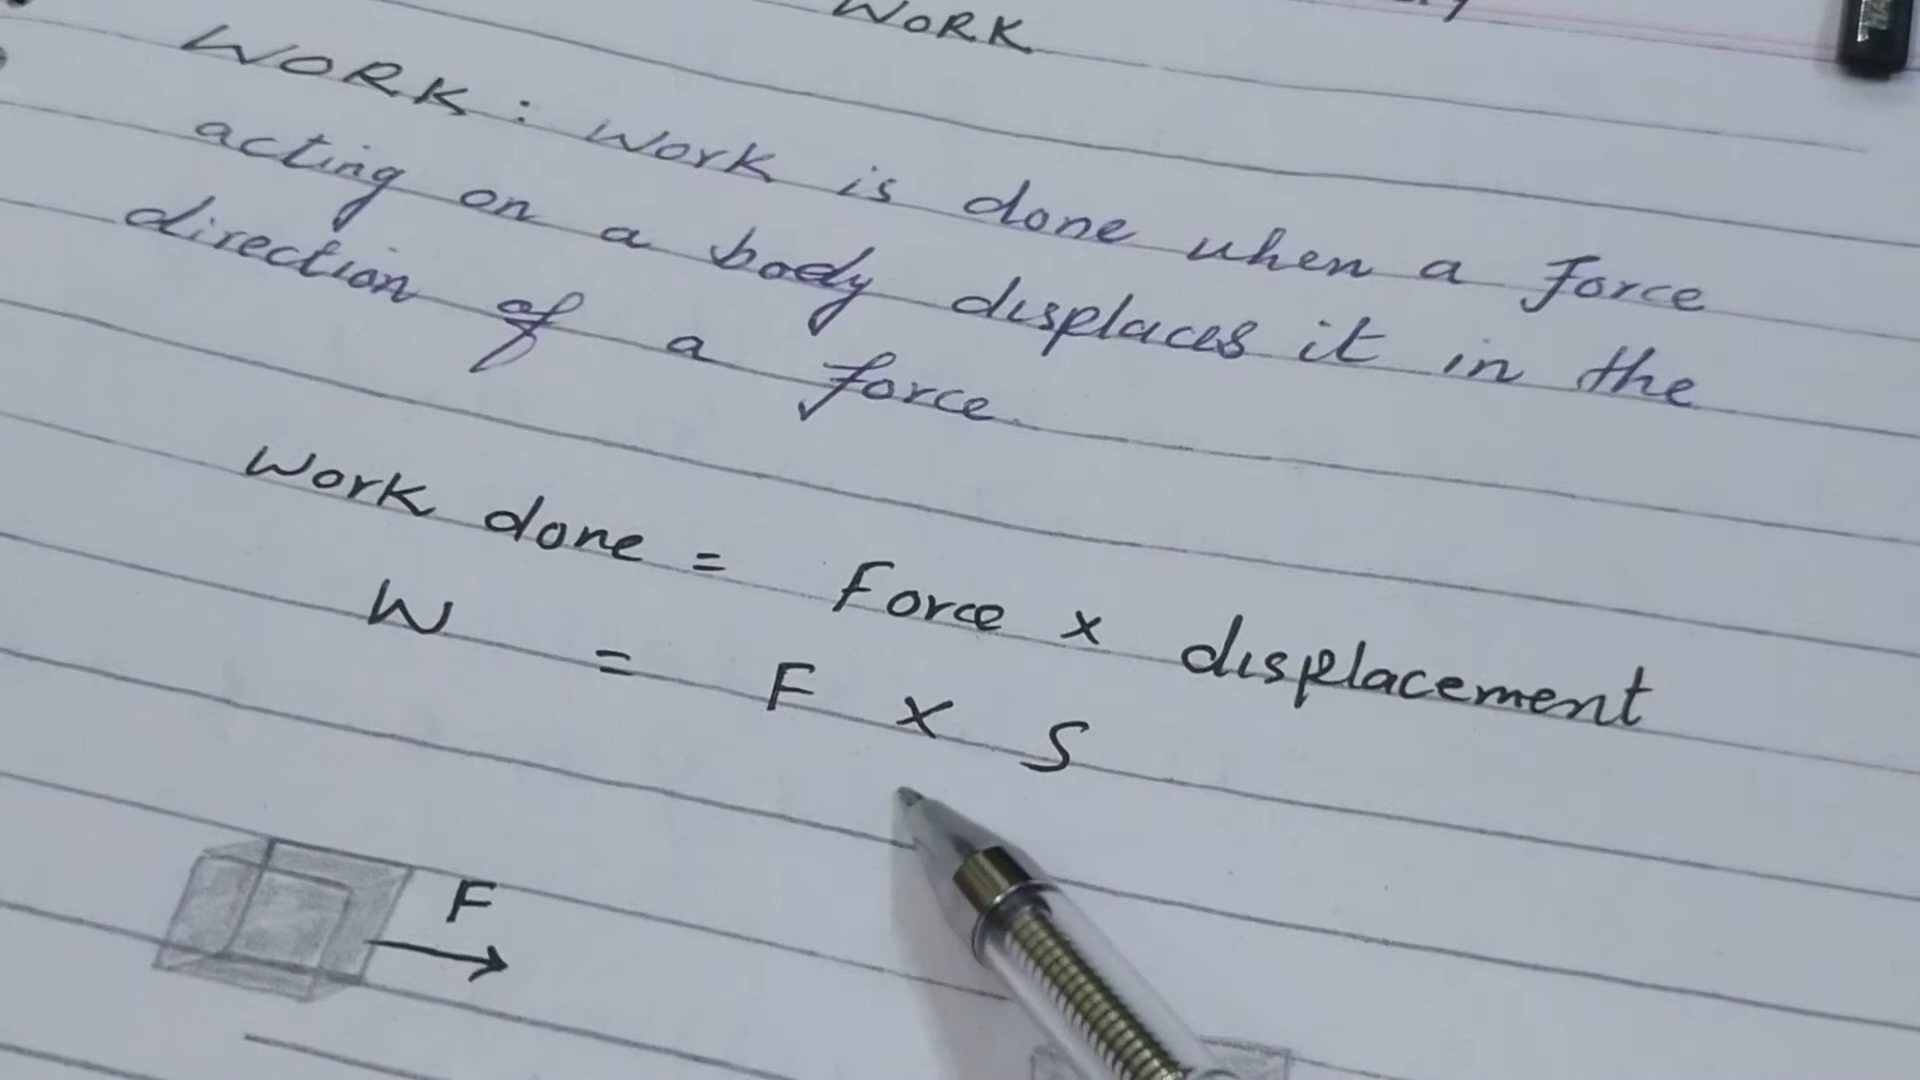 WORK
WORK : Work is done when a force
acting on a body displaces it in the
direction of a force
Work done = Force x displacement
W = F x S
F